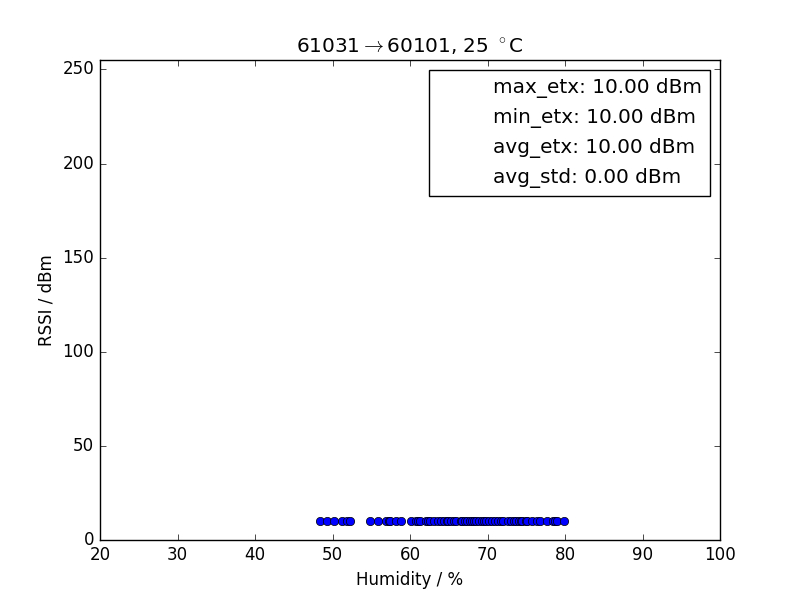 61031→60101, 25 °C
max_etx: 10.00 dBm
min_etx: 10.00 dBm
avg_etx: 10.00 dBm
avg_std: 0.00 dBm
RSSI / dBm
250
200
150
100
50
0
20 30 40 50 60 70 80 90 100
Humidity / %